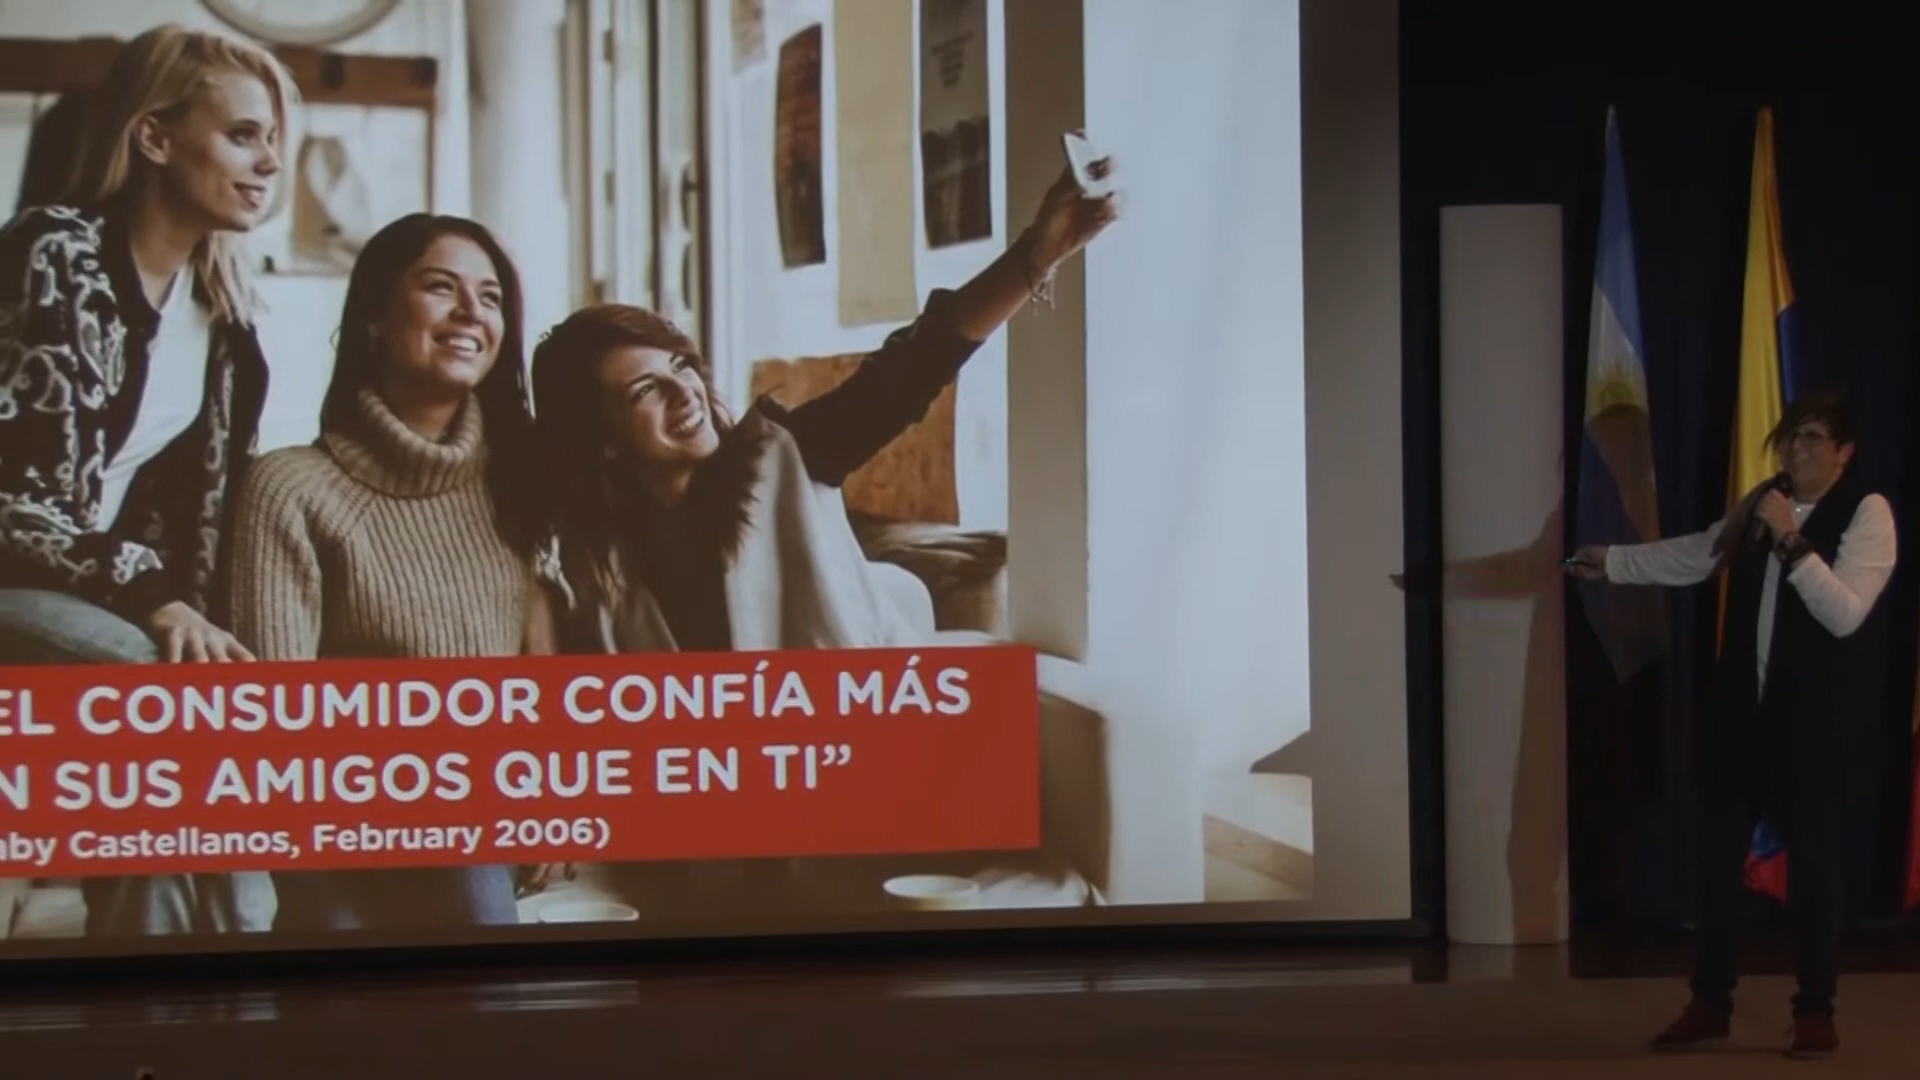 EL CONSUMIDOR CONFÍA MÁS
N SUS AMIGOS QUE EN TI”
aby Castellanos, February 2006)